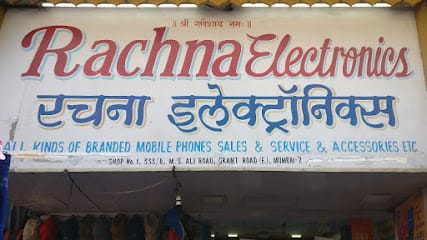 ॥ श्री गणेशाय नमः ॥
Rachna Electronics
रचना इलेक्ट्रॉनिक्स
ALL KINDS OF BRANDED MOBILE PHONES SALES & SERVICE & ACCESSORIES ETC.
SHOP No. 1, 333/B, M. S. ALI ROAD, GRANT ROAD (E), MUMBAI-7